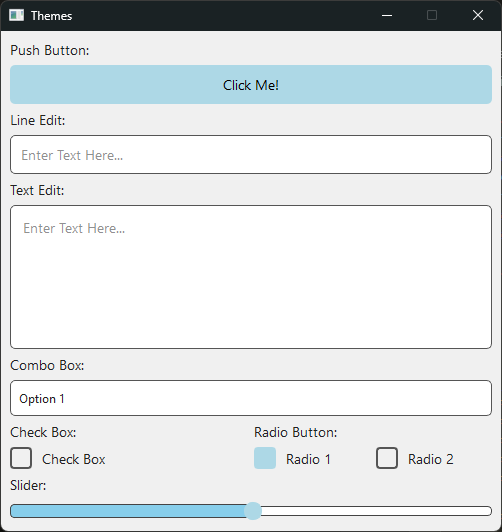 Themes
Push Button:
Click Me!
Line Edit:
Enter Text Here...
Text Edit:
Enter Text Here...
Combo Box:
Option 1
Check Box:
Radio Button:
Check Box
Radio 1
Radio 2
Slider: